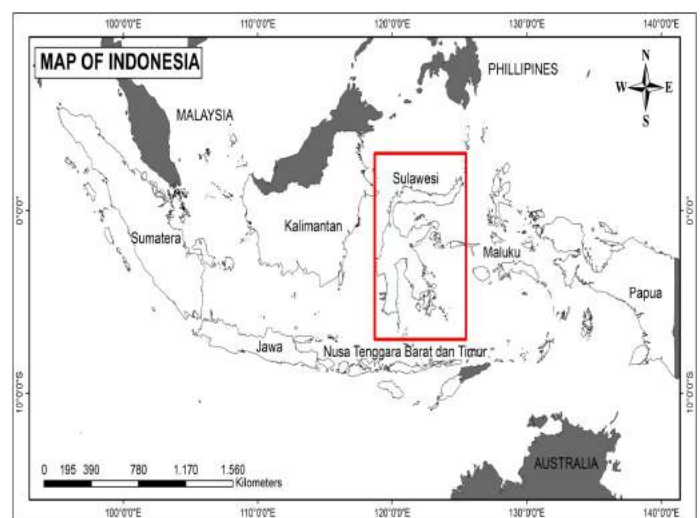 100°0'0"E 110°0'0"E 120°0'0"E 130°0'0"E 140°0'0"E
MAP OF INDONESIA
PHILLIPINES
N
W E
S
MALAYSIA
Sulawesi
0°0'0" 0°0'0"
Kalimantan
Sumatera
Maluku
Papua
Jawa
Nusa Tenggara Barat dan Timur
10°0'0"S 10°0'0"S
AUSTRALIA
0 195 390 780 1.170 1.560
Kilometers
100°0'0"E 110°0'0"E 120°0'0"E 130°0'0"E 140°0'0"E